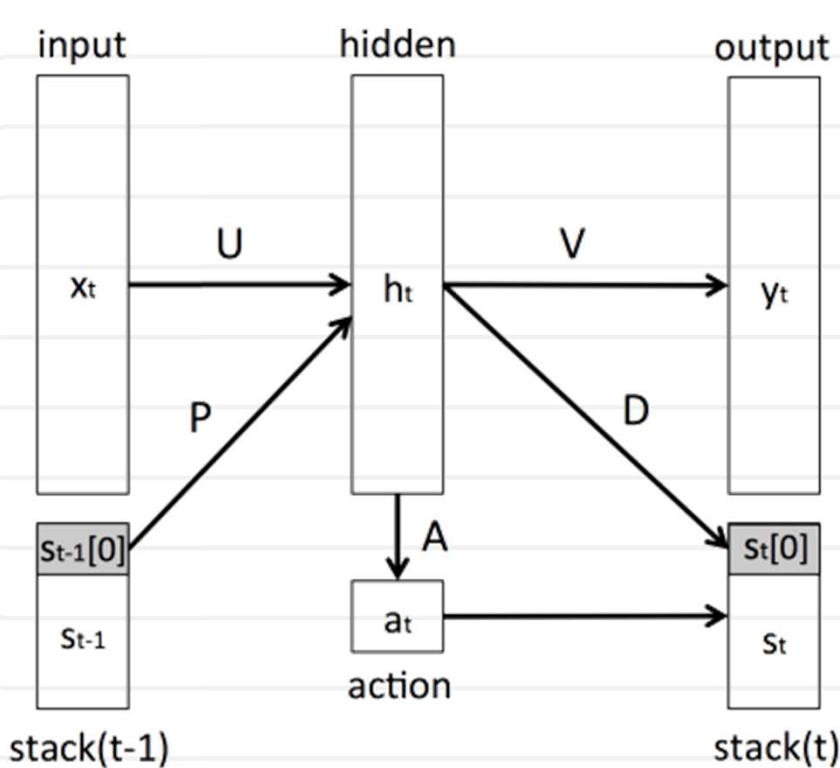 input hidden output
U V
xt ht yt
P D
st-1[0] A st[0]
st-1 at st
action
stack(t-1) stack(t)